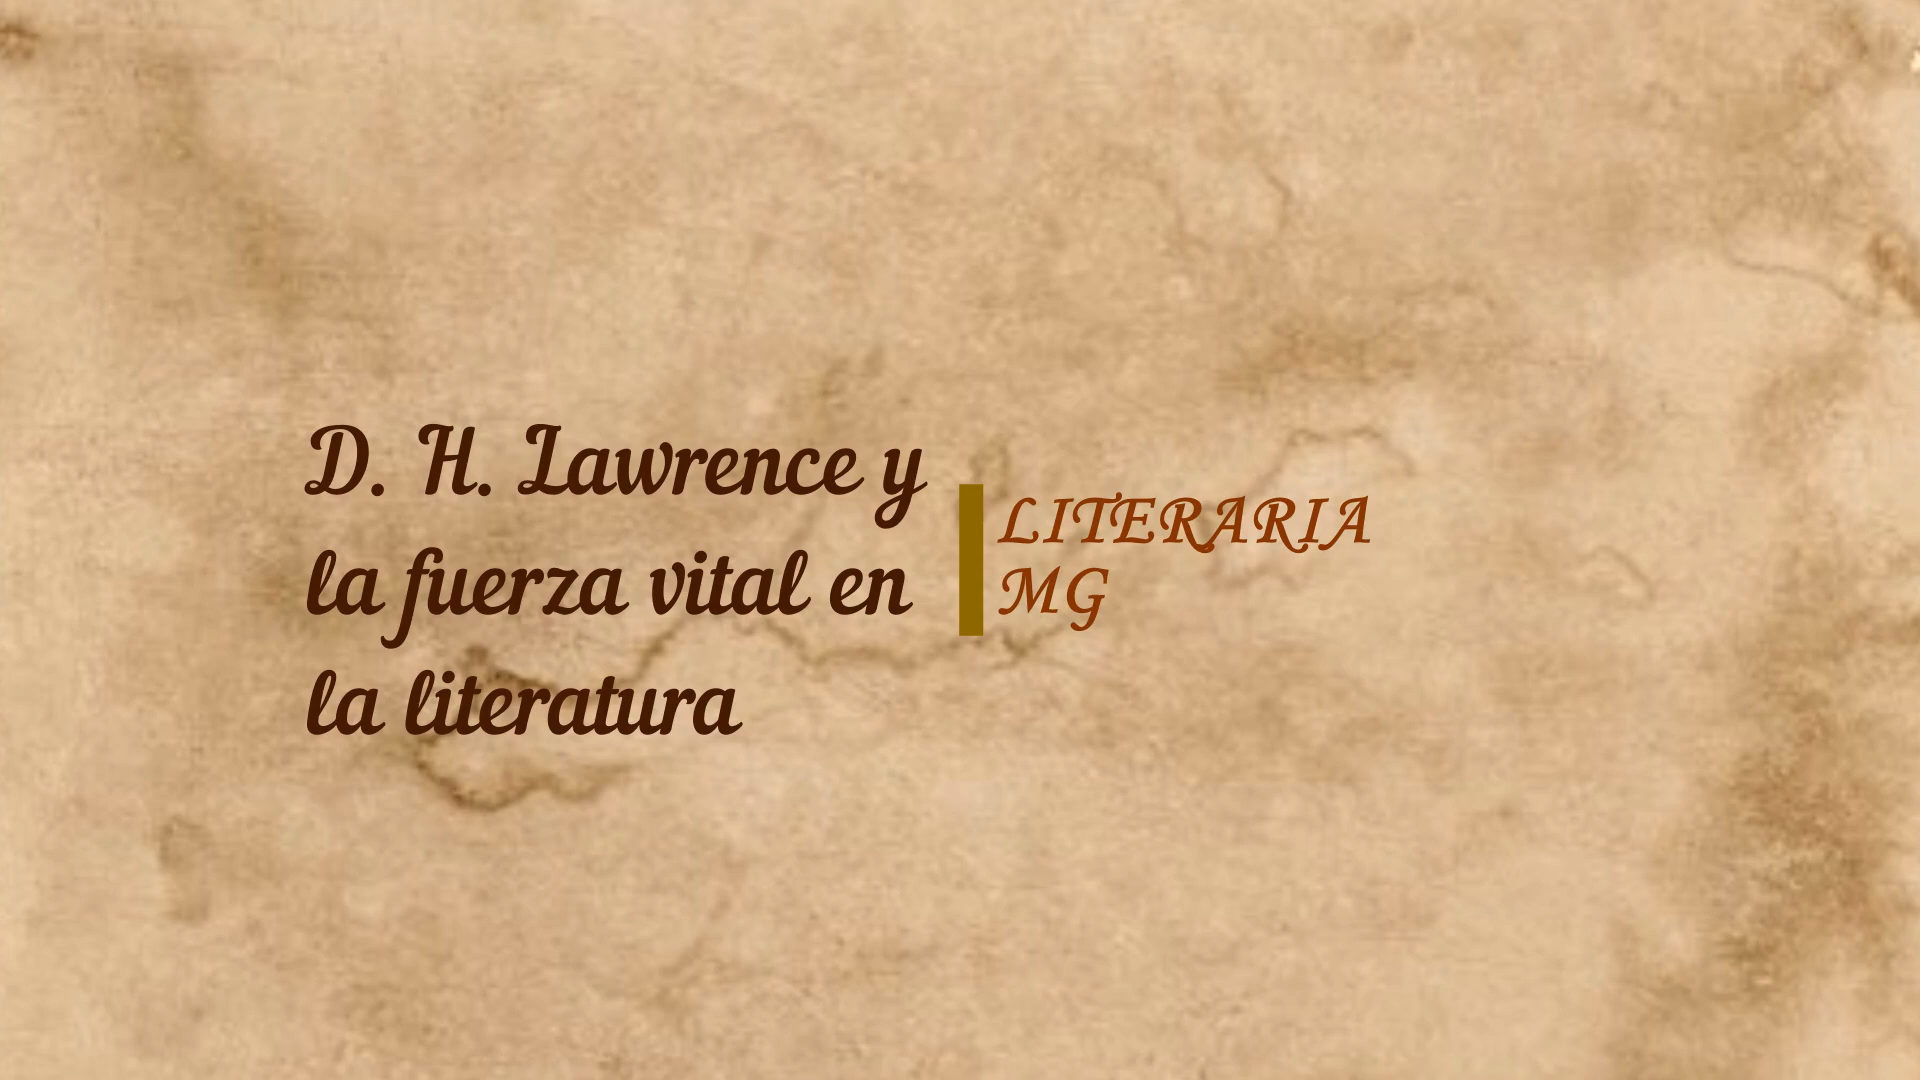 D. H. Lawrence y
la fuerza vital en
la literatura
LITERARIA
MG